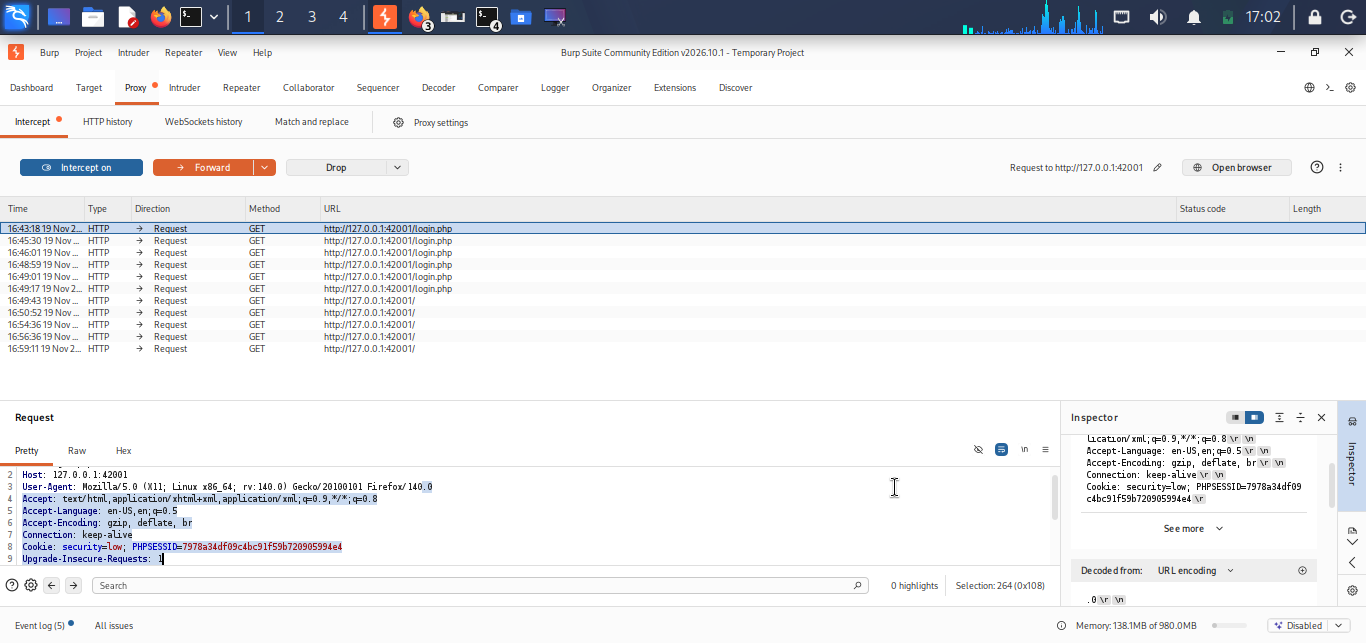 1 2 3 4 3 4 17:02
Burp Project Intruder Repeater View Help Burp Suite Community Edition v2026.10.1 - Temporary Project
Dashboard Target Proxy Intruder Repeater Collaborator Sequencer Decoder Comparer Logger Organizer Extensions Discover
Intercept HTTP history WebSockets history Match and replace Proxy settings
Intercept on Forward Drop Request to http://127.0.0.1:42001 Open browser
Time Type Direction Method URL Status code Length
16:43:18 19 Nov 2... HTTP → Request GET http://127.0.0.1:42001/login.php
16:45:30 19 Nov ... HTTP → Request GET http://127.0.0.1:42001/login.php
16:46:01 19 Nov ... HTTP → Request GET http://127.0.0.1:42001/login.php
16:48:59 19 Nov ... HTTP → Request GET http://127.0.0.1:42001/login.php
16:49:01 19 Nov ... HTTP → Request GET http://127.0.0.1:42001/login.php
16:49:17 19 Nov 2... HTTP → Request GET http://127.0.0.1:42001/login.php
16:49:43 19 Nov ... HTTP → Request GET http://127.0.0.1:42001/
16:50:52 19 Nov ... HTTP → Request GET http://127.0.0.1:42001/
16:54:36 19 Nov ... HTTP → Request GET http://127.0.0.1:42001/
16:56:36 19 Nov ... HTTP → Request GET http://127.0.0.1:42001/
16:59:11 19 Nov 2... HTTP → Request GET http://127.0.0.1:42001/
Request
Pretty Raw Hex \n
2 Host: 127.0.0.1:42001
3 User-Agent: Mozilla/5.0 (X11; Linux x86_64; rv:140.0) Gecko/20100101 Firefox/140.0
4 Accept: text/html,application/xhtml+xml,application/xml;q=0.9,*/*;q=0.8
5 Accept-Language: en-US,en;q=0.5
6 Accept-Encoding: gzip, deflate, br
7 Connection: keep-alive
8 Cookie: security=low; PHPSESSID=7978a34df09c4bc91f59b720905994e4
9 Upgrade-Insecure-Requests: 1
Search 0 highlights Selection: 264 (0x108)
Inspector
lication/xml;q=0.9,*/*;q=0.8 \r \n
Accept-Language: en-US,en;q=0.5 \r \n
Accept-Encoding: gzip, deflate, br \r \n
Connection: keep-alive \r \n
Cookie: security=low; PHPSESSID=7978a34df09
c4bc91f59b720905994e4 \r
See more
Decoded from: URL encoding
.0 \r \n
Inspector
Event log (5) All issues Memory: 138.1MB of 980.0MB Disabled